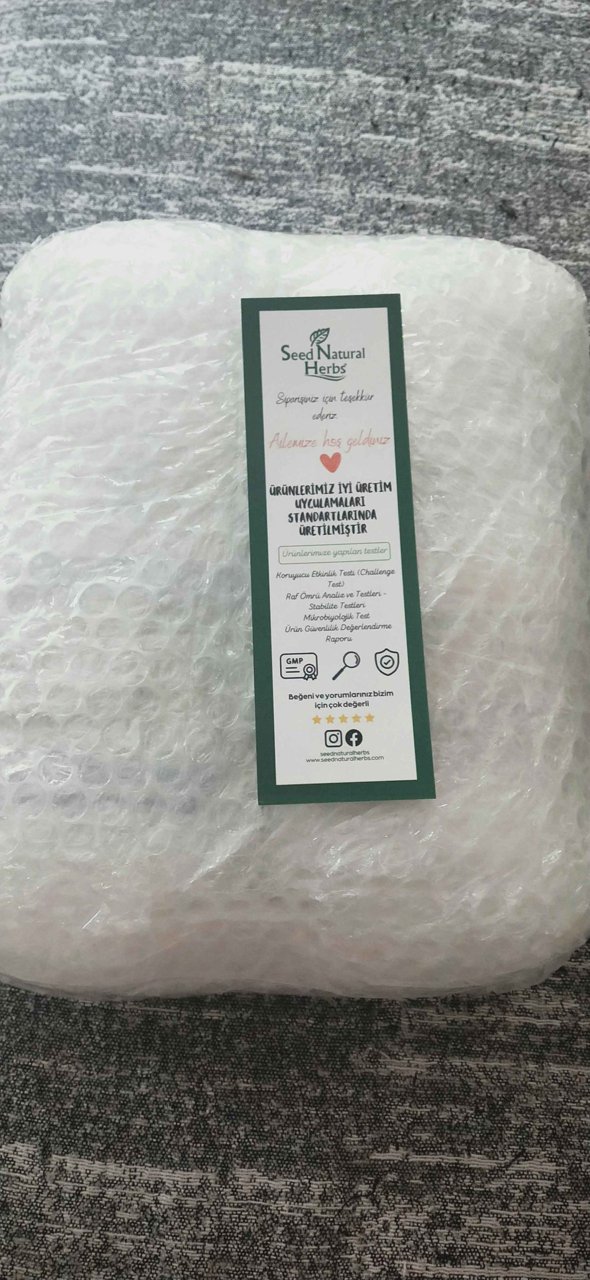 Seed Natural
Herbs
Siparişiniz için teşekkür
ederiz
Ailemize hoş geldiniz
ÜRÜNLERİMİZ İYİ ÜRETİM
UYGULAMALARI
STANDARTLARINDA
ÜRETİLMİŞTİR
Ürünlerimize yapılan testler
Koruyucu Etkinlik Testi (Challenge
Test)
Raf Ömrü Analiz ve Testleri -
Stabilite Testleri
Mikrobiyolojik Test
Ürün Güvenlilik Değerlendirme
Raporu
GMP
Beğeni ve yorumlarınız bizim
için çok değerli
seednaturalherbs
www.seednaturalherbs.com